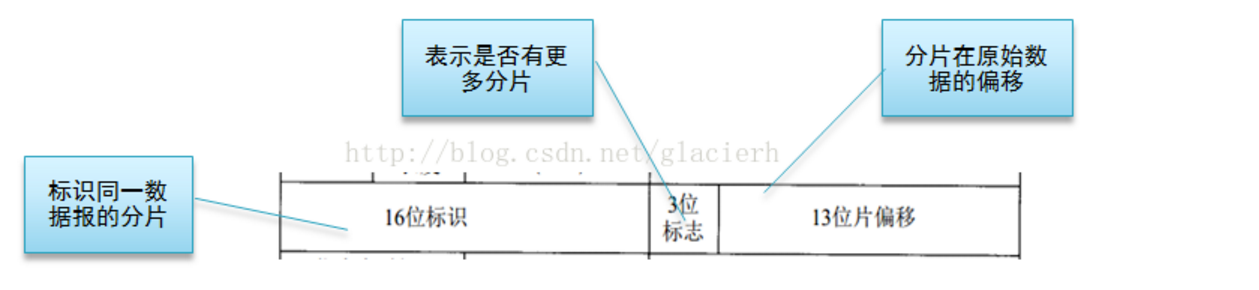 表示是否有更
多分片
分片在原始数
据的偏移
http://blog.csdn.net/glacierh
标识同一数
据报的分片
16位标识
3位
标志
13位片偏移